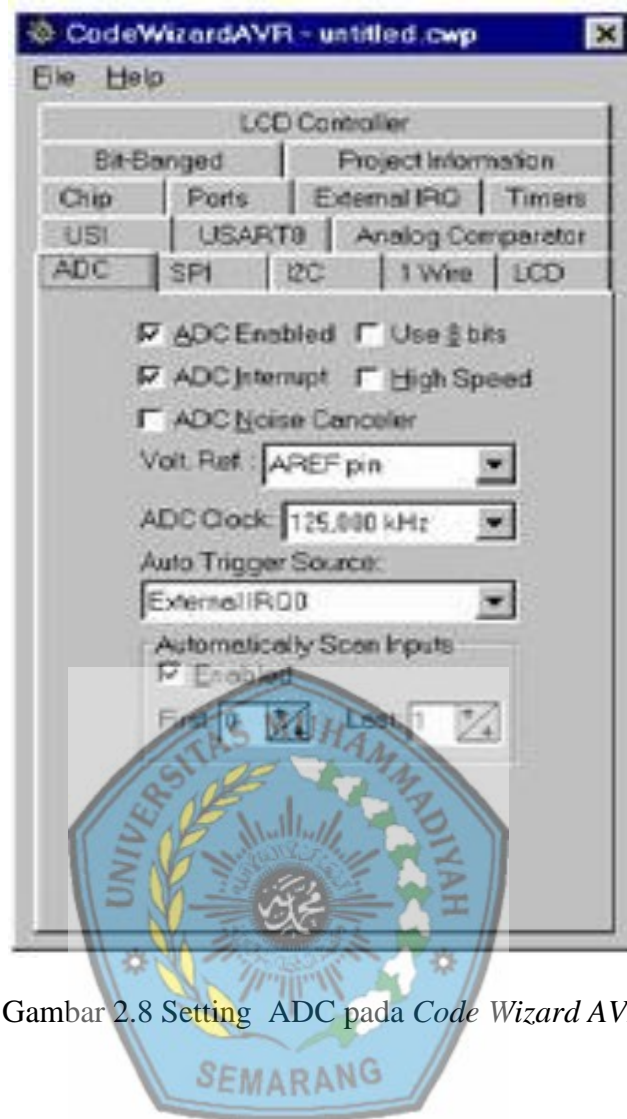 CodeWizardAVR - untitled.cwp
File Help
LCD Controller
Bit-Banged Project Information
Chip Ports External IRQ Timers
USI USART0 Analog Comparator
ADC SPI I2C 1 Wire LCD
ADC Enabled Use 8 bits
ADC Interrupt High Speed
ADC Noise Canceler
Volt. Ref.: AREF pin
ADC Clock: 125,000 kHz
Auto Trigger Source:
External IRQ0
Automatically Scan Inputs
Enabled
First 0 Last 1
UNIVERSITAS MUHAMMADIYAH
Gambar 2.8 Setting ADC pada Code Wizard AV
SEMARANG